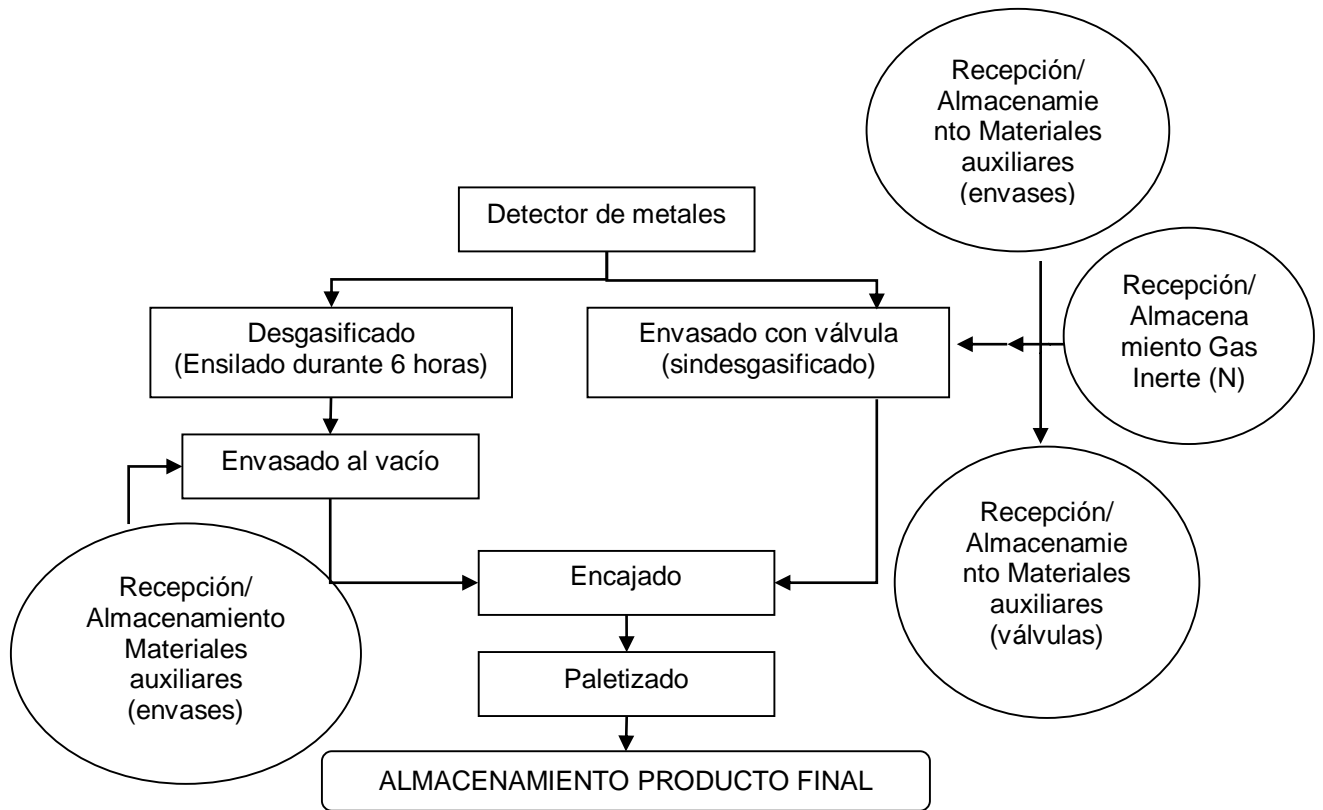 Recepción/
Almacenamie
nto Materiales
auxiliares
(envases)
Detector de metales
Recepción/
Almacena
miento Gas
Inerte (N)
Desgasificado
(Ensilado durante 6 horas)
Envasado con válvula
(sindesgasificado)
Envasado al vacío
Recepción/
Almacenamie
nto Materiales
auxiliares
(válvulas)
Recepción/
Almacenamiento
Materiales
auxiliares
(envases)
Encajado
Paletizado
ALMACENAMIENTO PRODUCTO FINAL